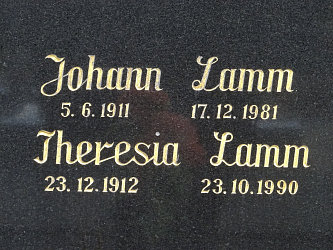 Johann Lamm
5. 6. 1911 17. 12. 1981
Theresia Lamm
23. 12. 1912 23. 10. 1990